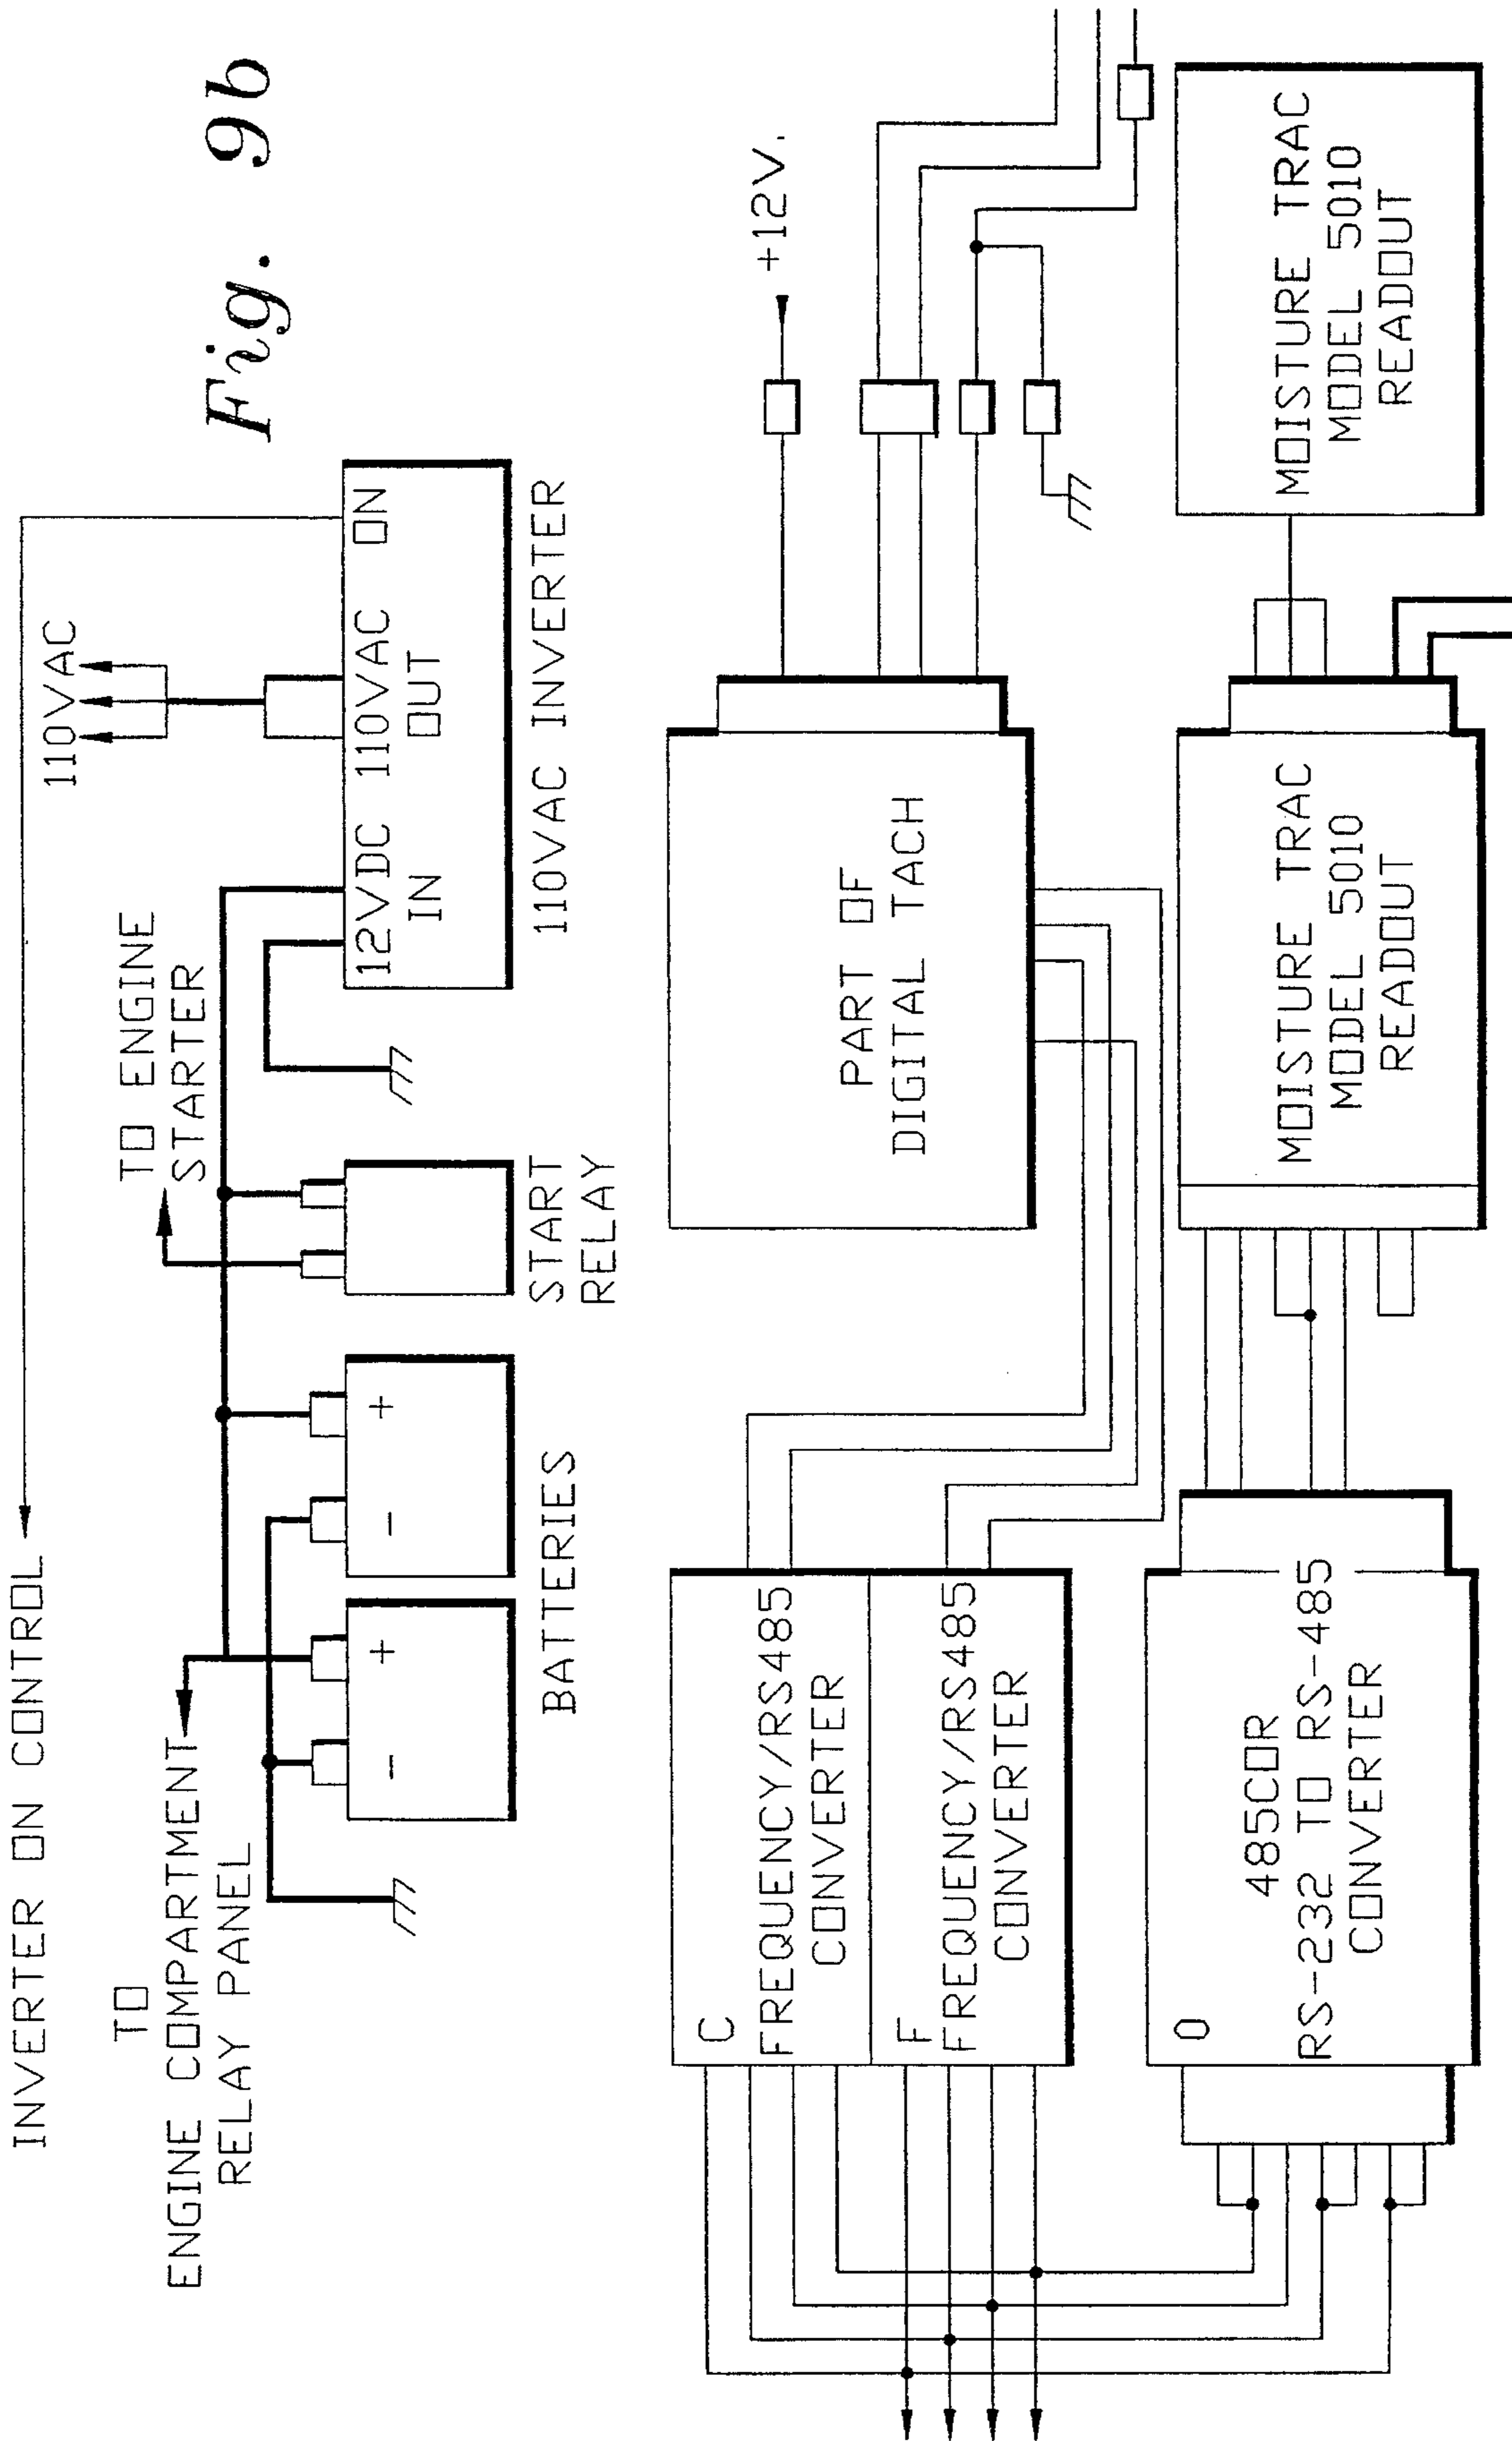 Fig. 9b
INVERTER ON CONTROL
110VAC
TO ENGINE
STARTER
TO
ENGINE COMPARTMENT
RELAY PANEL
- +
- +
BATTERIES
START
RELAY
12VDC 110VAC ON
IN OUT
110VAC INVERTER
C
FREQUENCY/RS485
CONVERTER
F
FREQUENCY/RS485
CONVERTER
PART OF
DIGITAL TACH
+12V.
O
485COR
RS-232 TO RS-485
CONVERTER
MOISTURE TRAC
MODEL 5010
READOUT
MOISTURE TRAC
MODEL 5010
READOUT